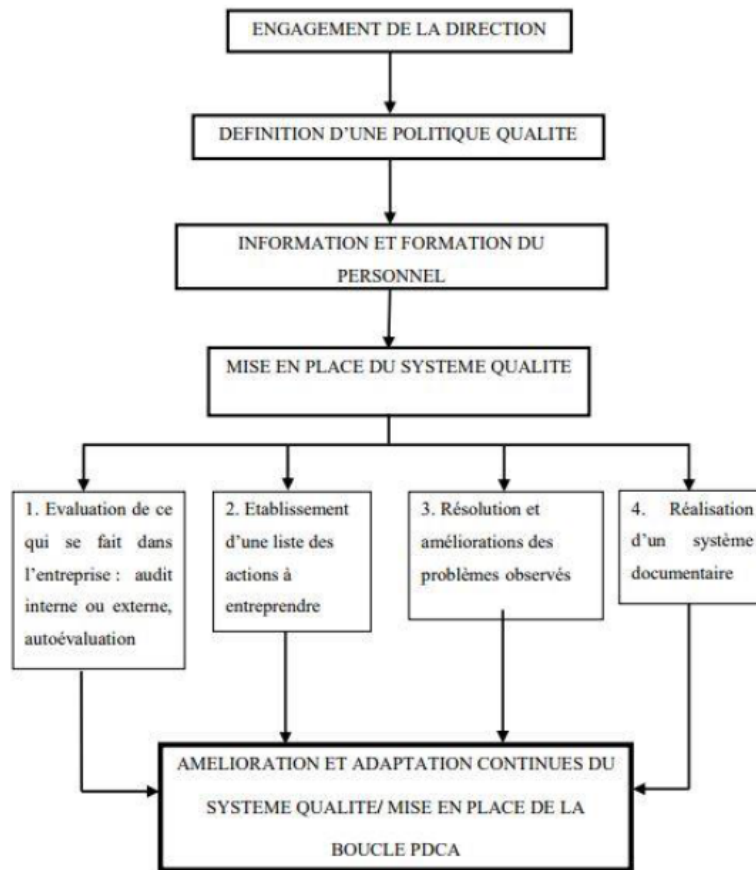 ENGAGEMENT DE LA DIRECTION
DEFINITION D’UNE POLITIQUE QUALITE
INFORMATION ET FORMATION DU
PERSONNEL
MISE EN PLACE DU SYSTEME QUALITE
1. Evaluation de ce
qui se fait dans
l’entreprise : audit
interne ou externe,
autoévaluation
2. Etablissement
d’une liste des
actions à
entreprendre
3. Résolution et
améliorations des
problèmes observés
4. Réalisation
d’un système
documentaire
AMELIORATION ET ADAPTATION CONTINUES DU
SYSTEME QUALITE/ MISE EN PLACE DE LA
BOUCLE PDCA